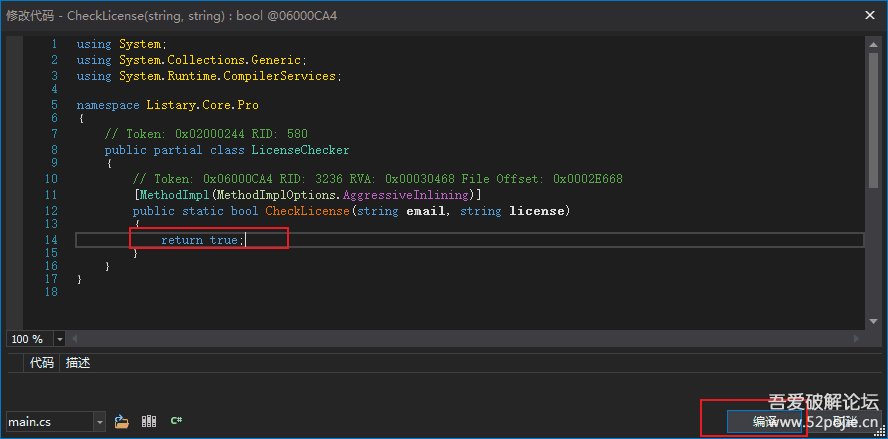 修改代码 - CheckLicense(string, string) : bool @06000CA4
1 using System;
2 using System.Collections.Generic;
3 using System.Runtime.CompilerServices;
4
5 namespace Listary.Core.Pro
6 {
7 // Token: 0x02000244 RID: 580
8 public partial class LicenseChecker
9 {
10 // Token: 0x06000CA4 RID: 3236 RVA: 0x00030468 File Offset: 0x0002E668
11 [MethodImpl(MethodImplOptions.AggressiveInlining)]
12 public static bool CheckLicense(string email, string license)
13 {
14 return true;
15 }
16 }
17 }
18
100 %
代码 描述
main.cs C# 编译 取消
吾爱破解论坛
www.52pojie.cn